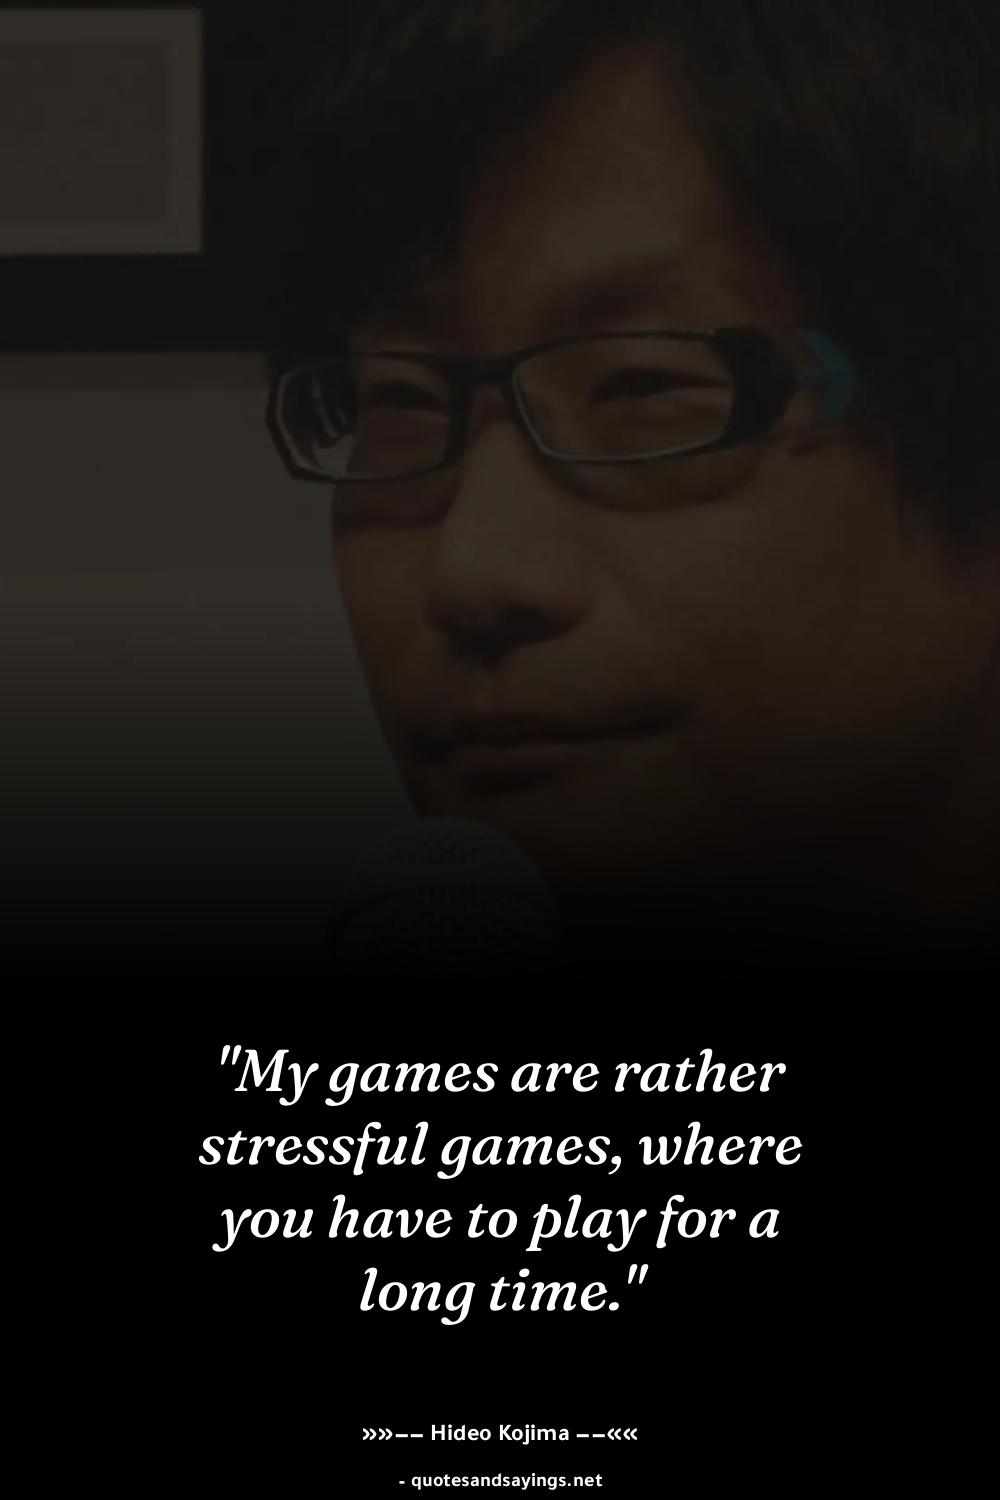 "My games are rather
stressful games, where
you have to play for a
long time."
»»−− Hideo Kojima −−««
- quotesandsayings.net